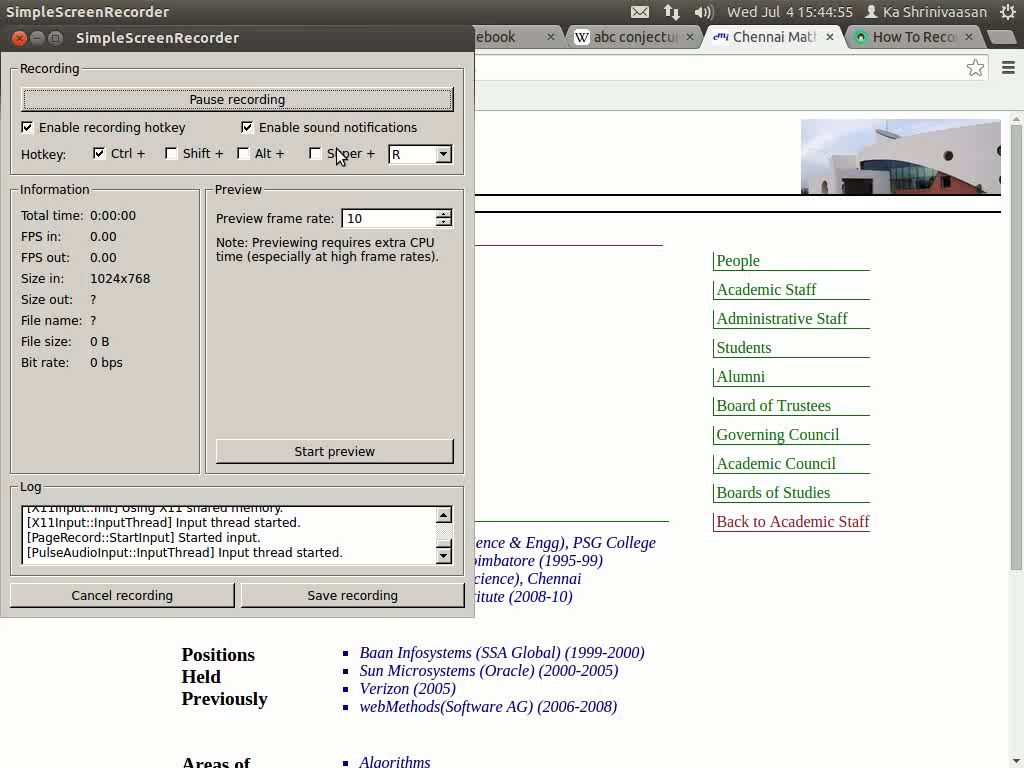 SimpleScreenRecorder
Wed Jul 4 15:44:55
Ka Shrinivaasan
SimpleScreenRecorder
ebook
abc conjectu
Chennai Mat
How To Reco
Recording
Pause recording
Enable recording hotkey
Enable sound notifications
Hotkey:
Ctrl +
Shift +
Alt +
Super +
R
Information
Total time: 0:00:00
FPS in: 0.00
FPS out: 0.00
Size in: 1024x768
Size out: ?
File name: ?
File size: 0 B
Bit rate: 0 bps
Preview
Preview frame rate: 10
Note: Previewing requires extra CPU
time (especially at high frame rates).
Start preview
Log
[X11Input::Init] Using X11 shared memory.
[X11Input::InputThread] Input thread started.
[PageRecord::StartInput] Started input.
[PulseAudioInput::InputThread] Input thread started.
Cancel recording
Save recording
People
Academic Staff
Administrative Staff
Students
Alumni
Board of Trustees
Governing Council
Academic Council
Boards of Studies
Back to Academic Staff
ience & Engg), PSG College
oimbatore (1995-99)
cience), Chennai
itute (2008-10)
Positions
Held
Previously
Baan Infosystems (SSA Global) (1999-2000)
Sun Microsystems (Oracle) (2000-2005)
Verizon (2005)
webMethods(Software AG) (2006-2008)
Areas of
Algorithms